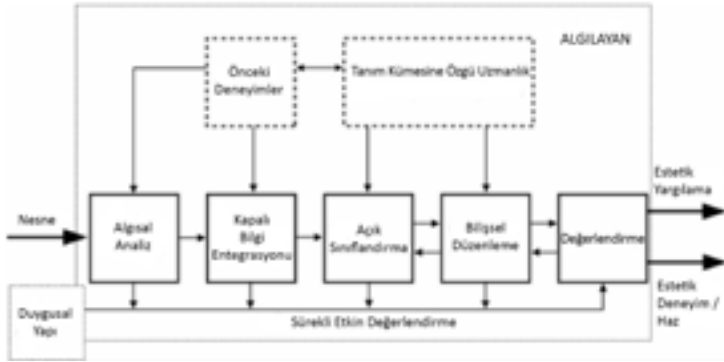 ALGILAYAN
Önceki
Deneyimler
Tanım Kümesine Özgü Uzmanlık
Estetik
Yargılama
Nesne
Algısal
Analiz
Kapalı
Bilgi
Entegrasyonu
Açık
Sınıflandırma
Bilişsel
Düzenleme
Değerlendirme
Estetik
Deneyim /
Haz
Duygusal
Yapı
Sürekli Etkin Değerlendirme